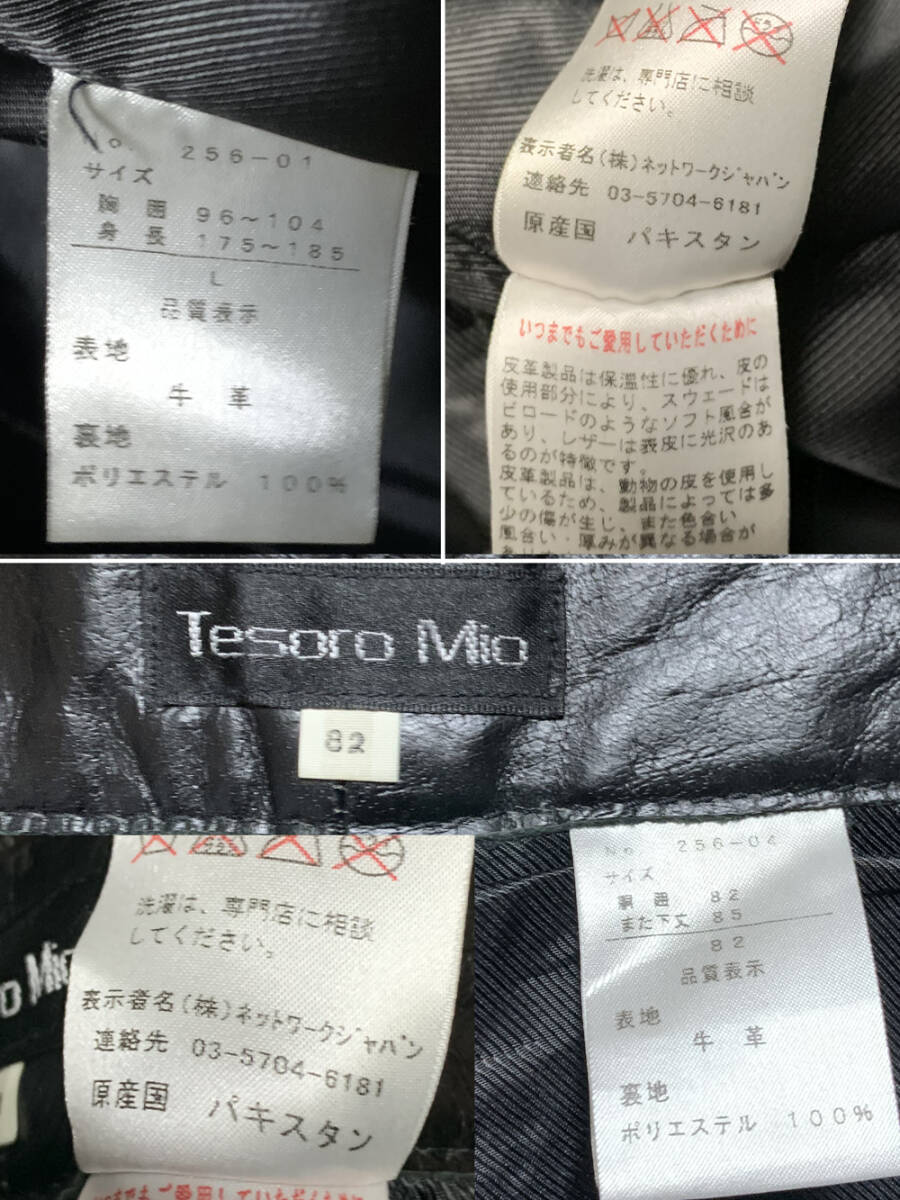 No. 256-01
サイズ
胸囲 96~104
身長 175~185
L
品質表示
表地
牛革
裏地
ポリエステル 100%
洗濯は、専門店に相談
してください。
表示者名(株)ネットワークジャパン
連絡先 03-5704-6181
原産国 パキスタン
いつまでもご愛用していただくために
皮革製品は保温性に優れ、皮の
使用部分により、スウェードは
ビロードのようなソフト風合が
あり、レザーは表皮に光沢のあ
るのが特徴です。
皮革製品は、動物の皮を使用し
ているため、製品によっては多
少の傷が生じ、また色合い
風合い・厚みが異なる場合が
Tesoro Mio
82
洗濯は、専門店に相談
してください。
表示者名(株)ネットワークジャパン
連絡先 03-5704-6181
原産国 パキスタン
o Mio
No 256-04
サイズ
胴囲 82
また下丈 85
82
品質表示
表地
牛革
裏地
ポリエステル 100%